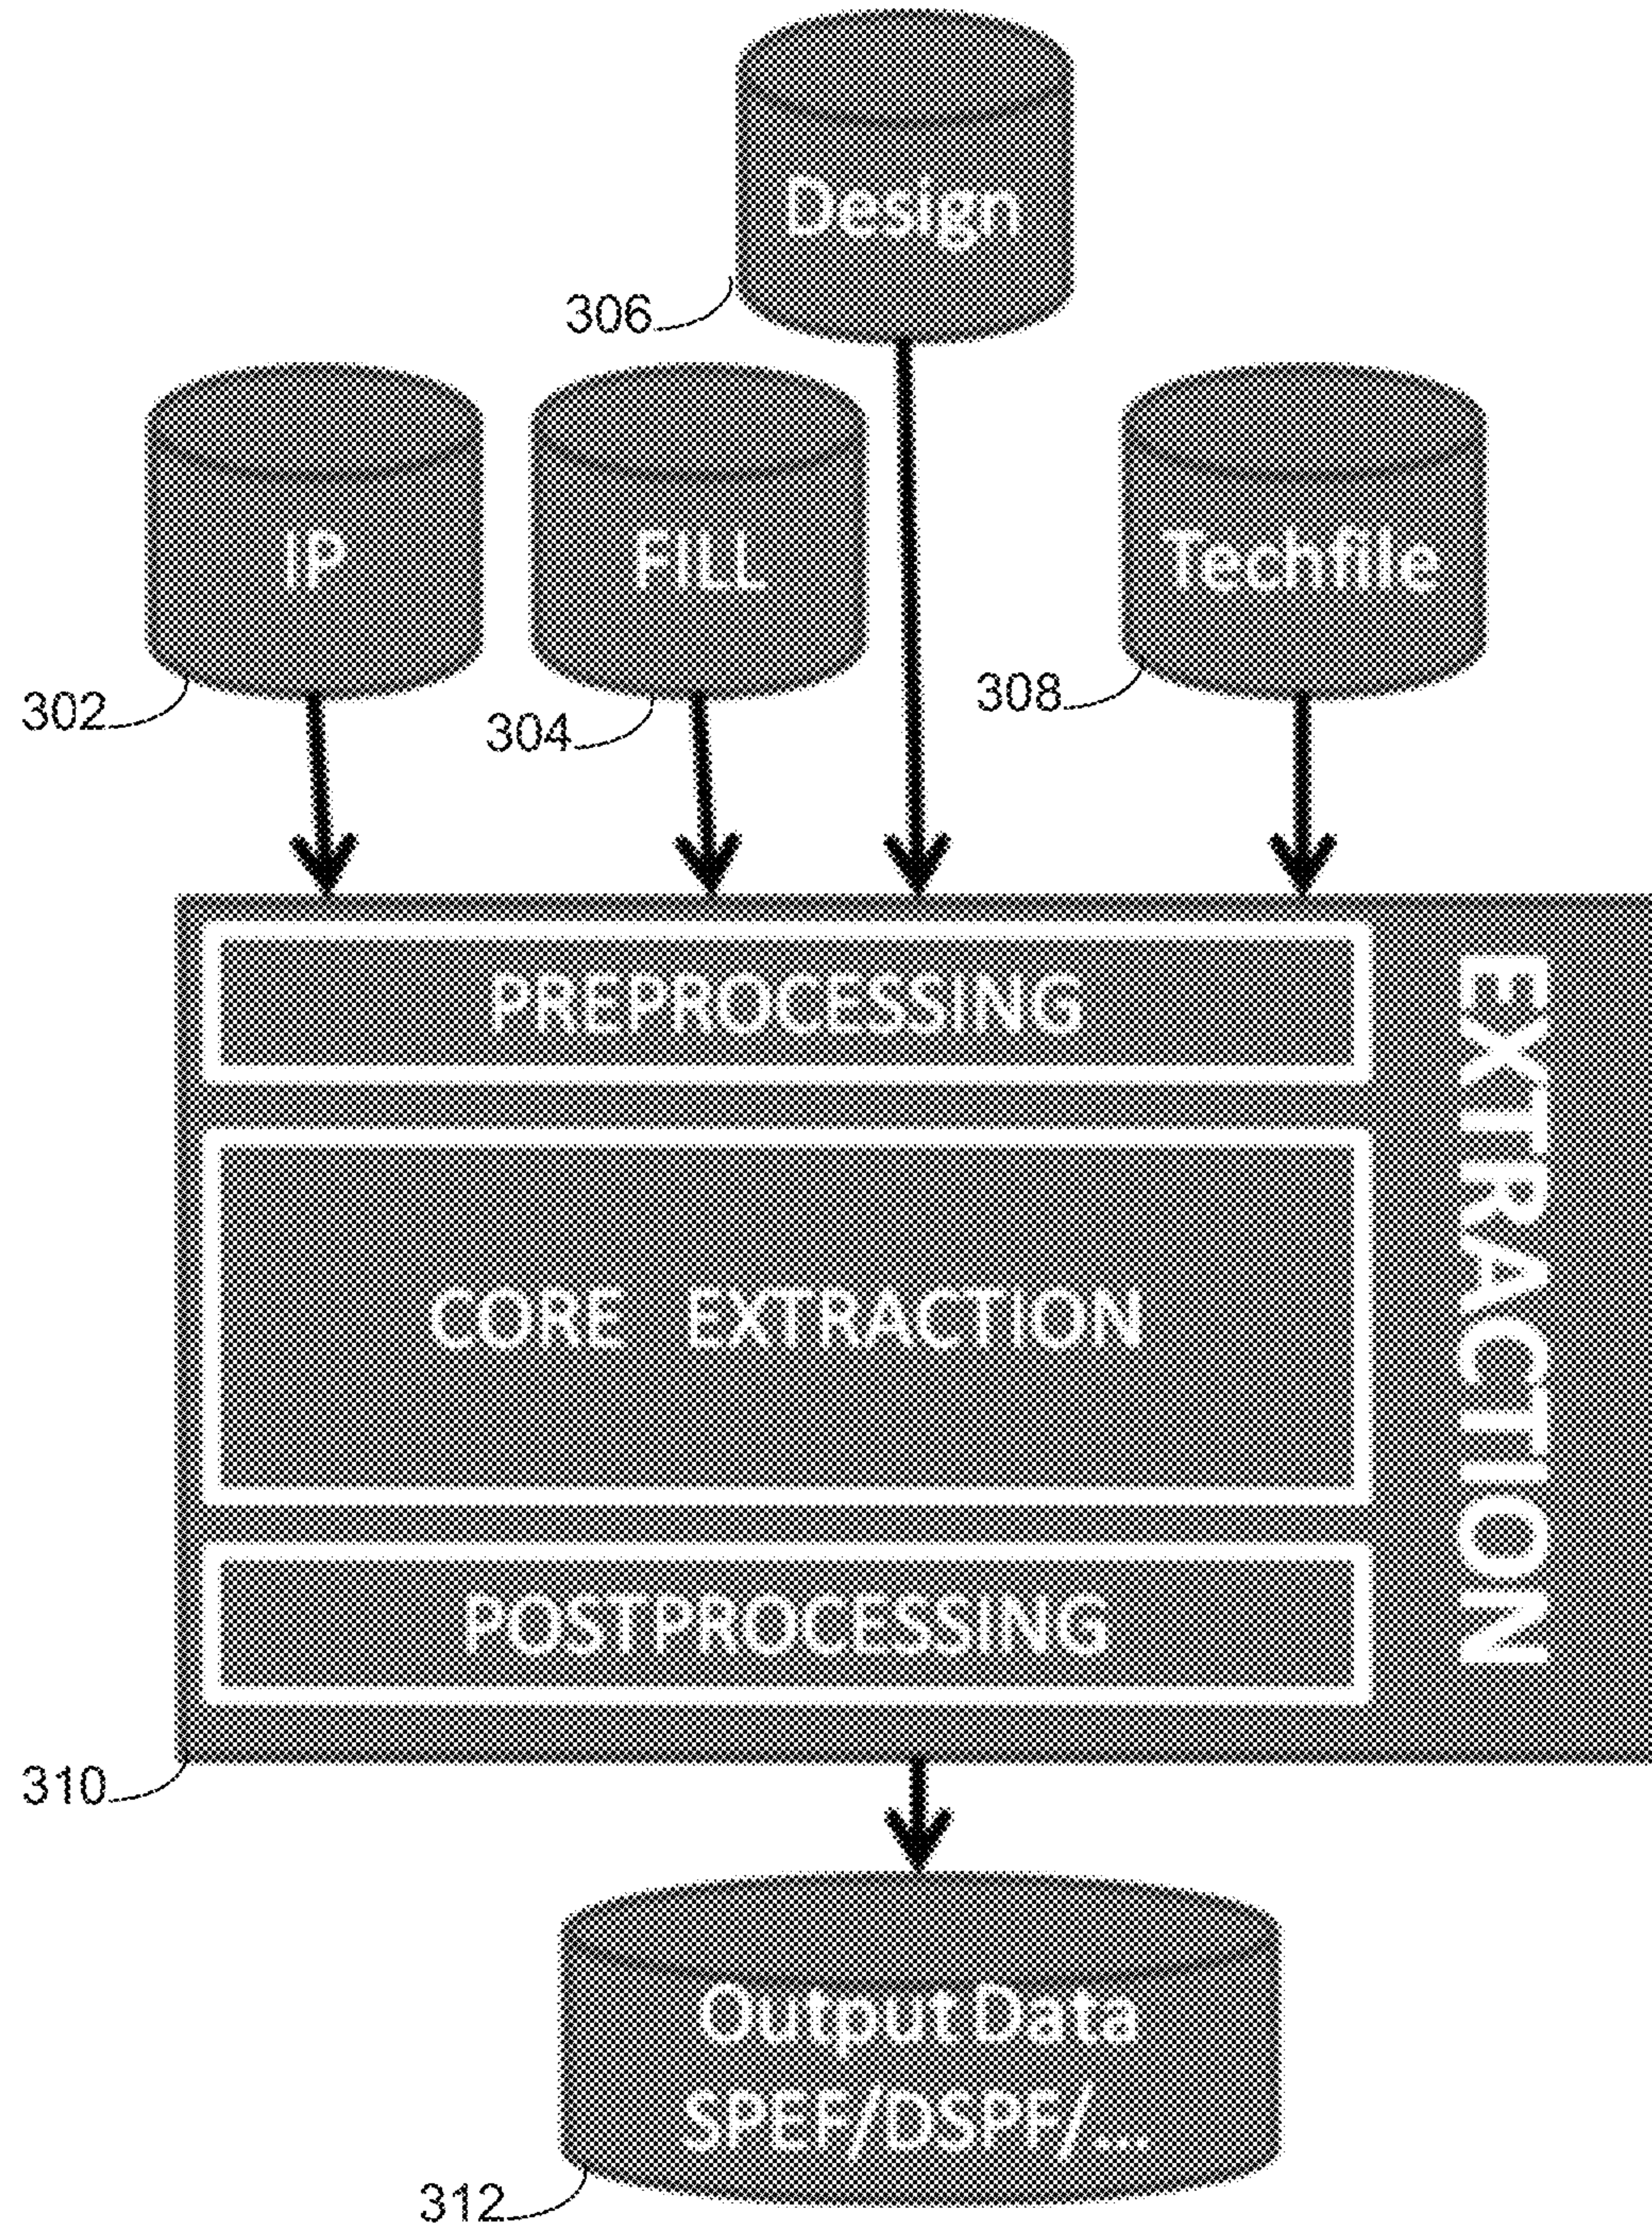 Design
306
IP
FILL
Techfile
302
304
308
PREPROCESSING
CORE EXTRACTION
POSTPROCESSING
EXTRACTION
310
Output Data
SPEF/DSPF/...
312